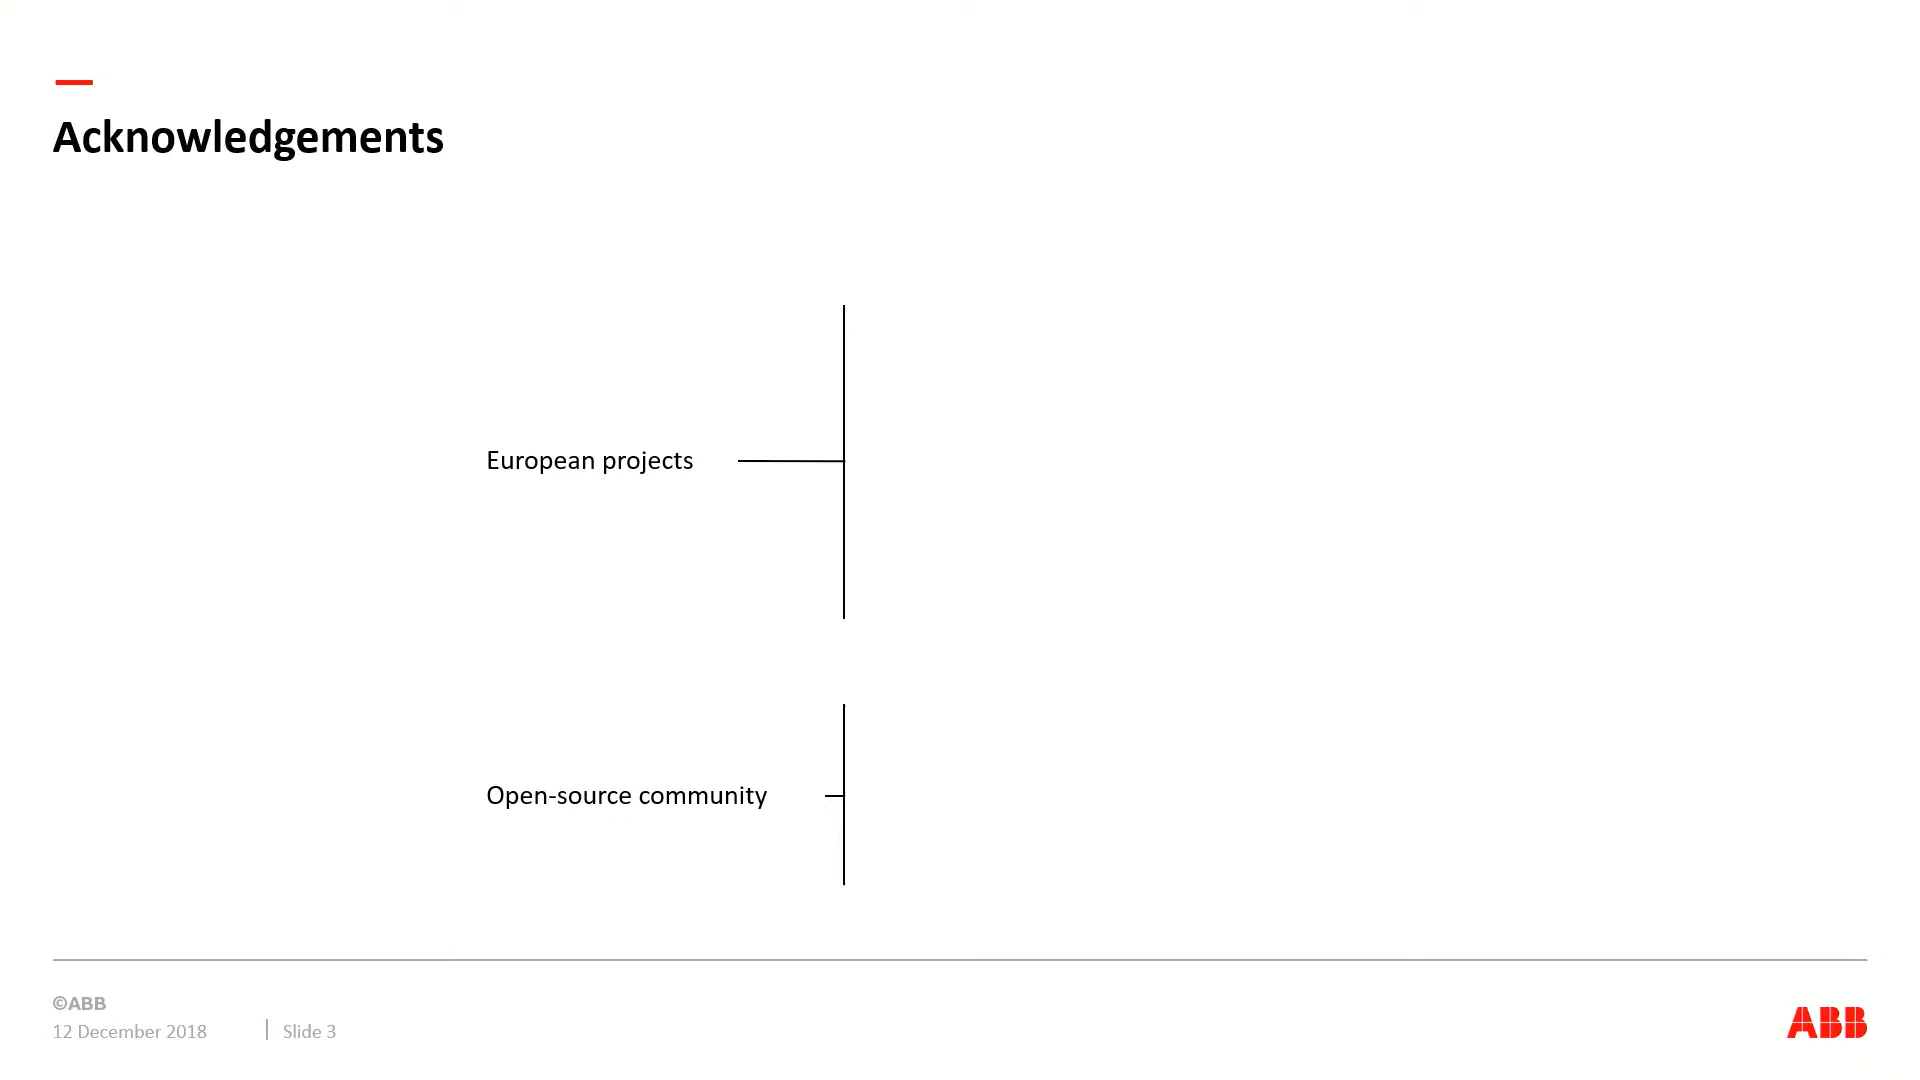 Acknowledgements
European projects
Open-source community
©ABB
12 December 2018 | Slide 3
ABB